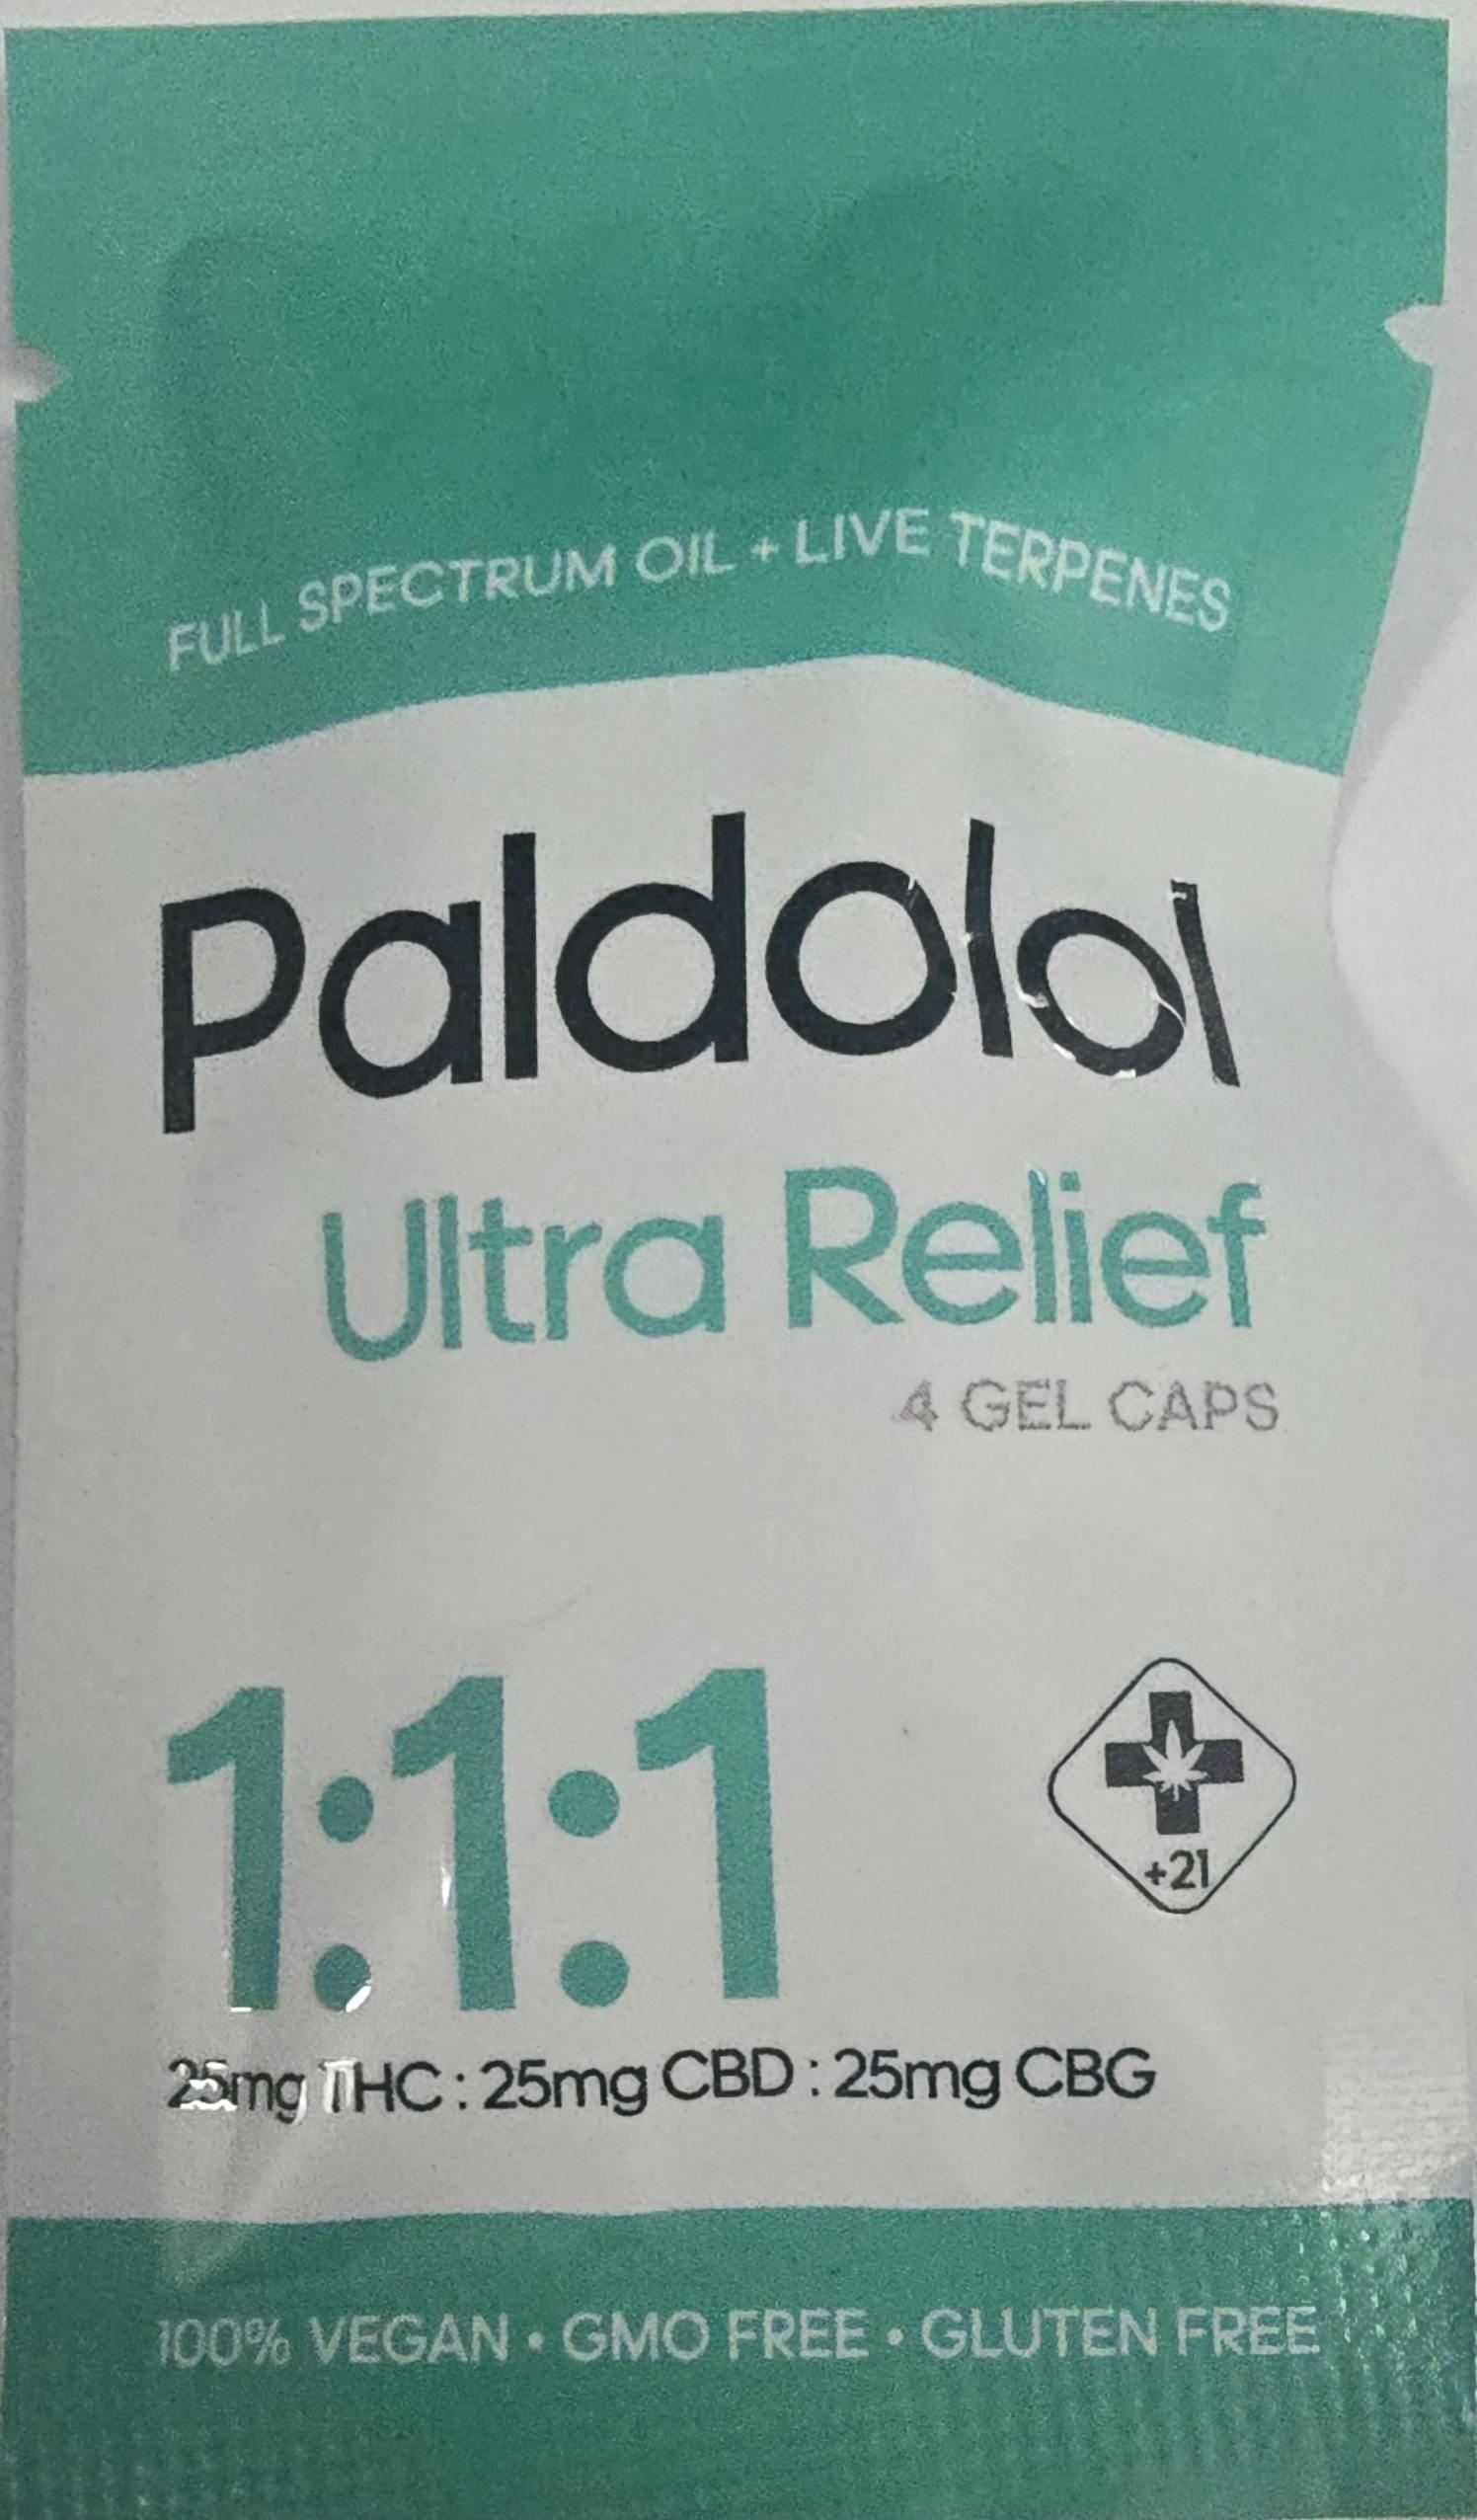 FULL SPECTRUM OIL + LIVE TERPENES
Paldolol
Ultra Relief
4 GEL CAPS
1:1:1
+21
25mg THC : 25mg CBD : 25mg CBG
100% VEGAN • GMO FREE • GLUTEN FREE